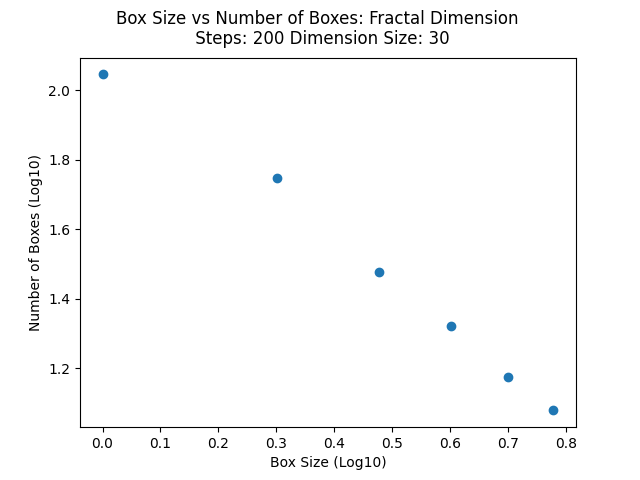 Box Size vs Number of Boxes: Fractal Dimension
Steps: 200 Dimension Size: 30
Number of Boxes (Log10)
2.0
1.8
1.6
1.4
1.2
0.0 0.1 0.2 0.3 0.4 0.5 0.6 0.7 0.8
Box Size (Log10)